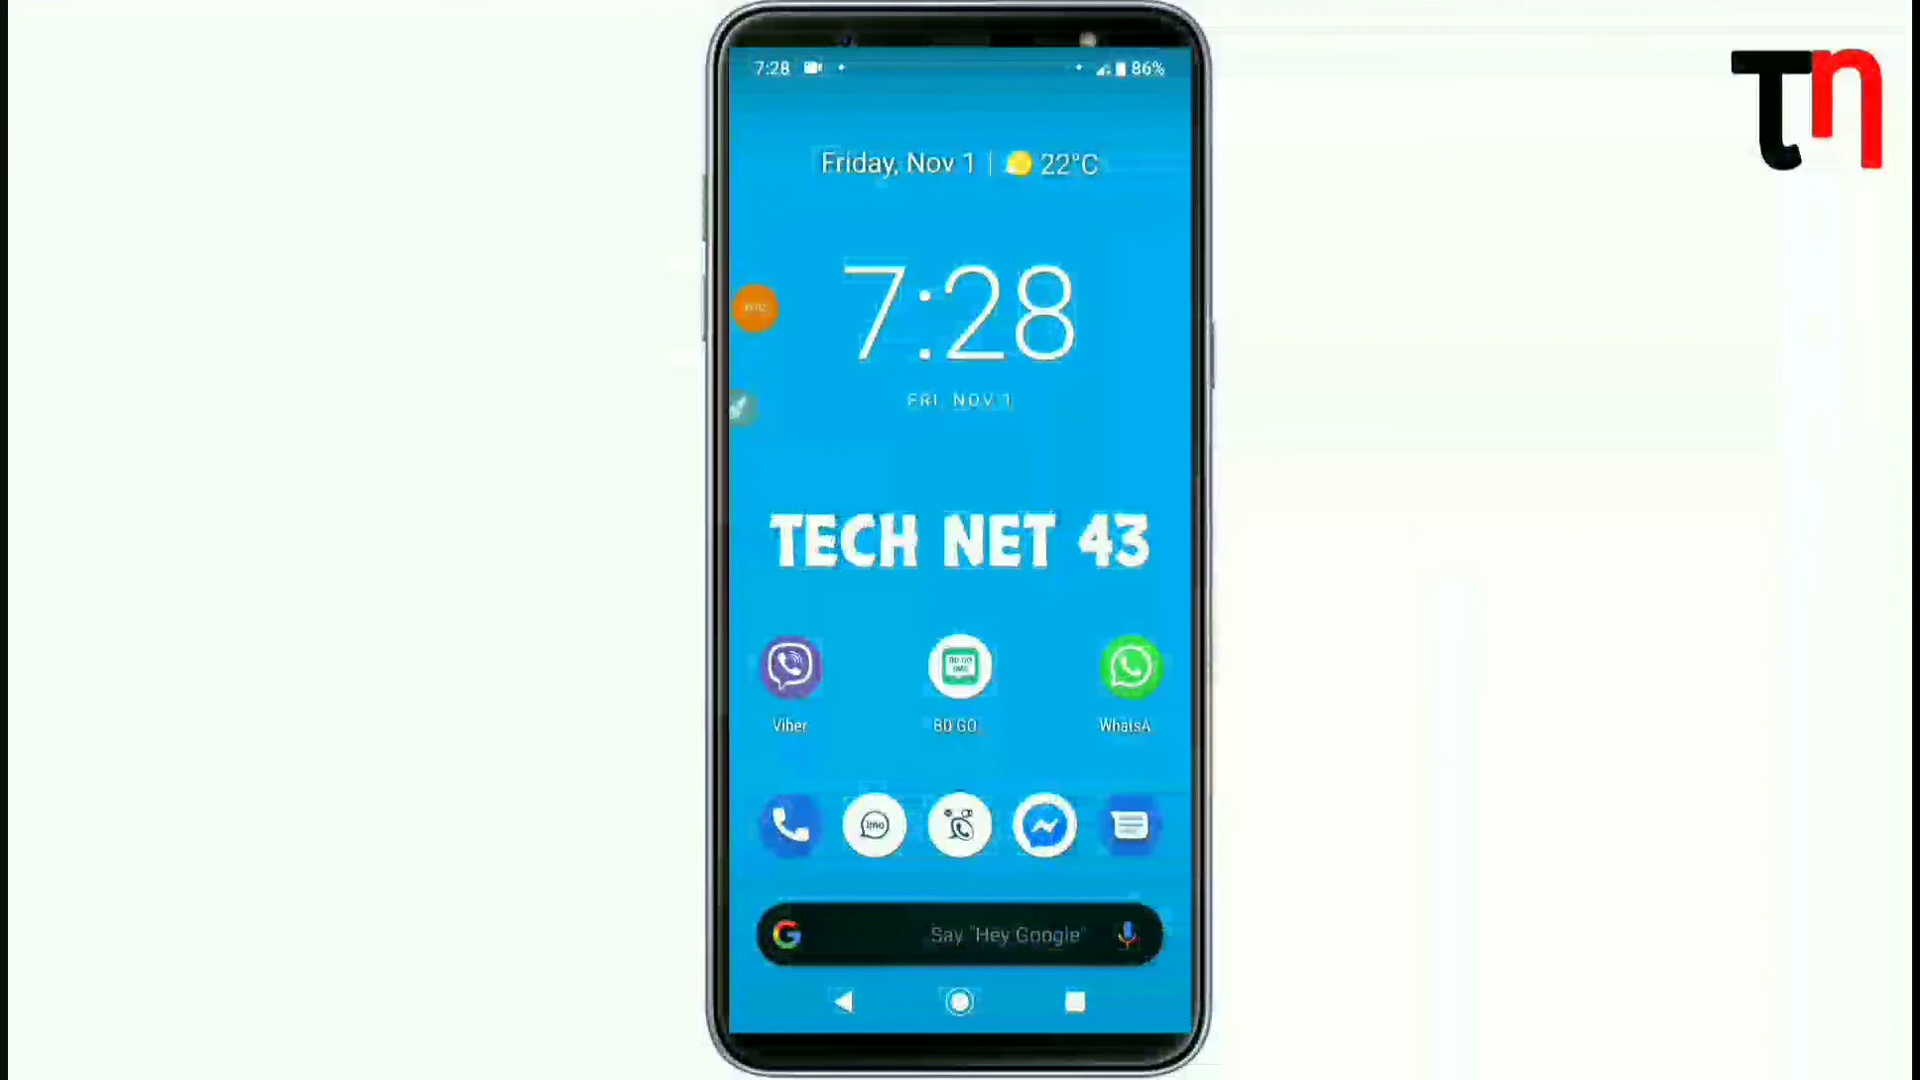 7:28
86%
Friday, Nov 1 | 22°C
7:28
FRI, NOV 1
TECH NET 43
Viber
BD GO
WhatsA
imo
Say "Hey Google"
tn